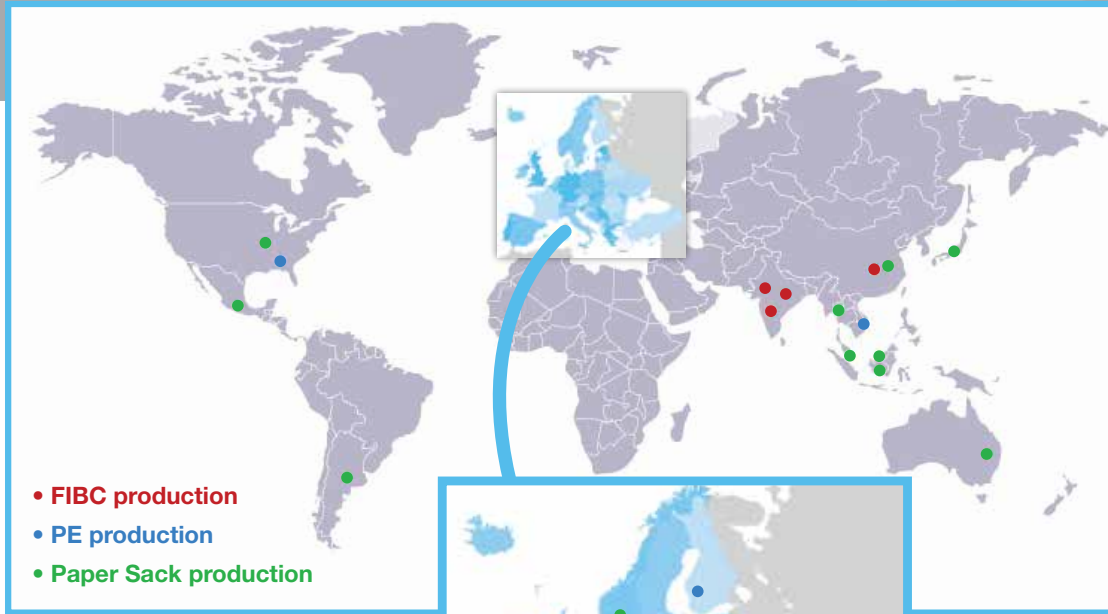 • FIBC production
• PE production
• Paper Sack production